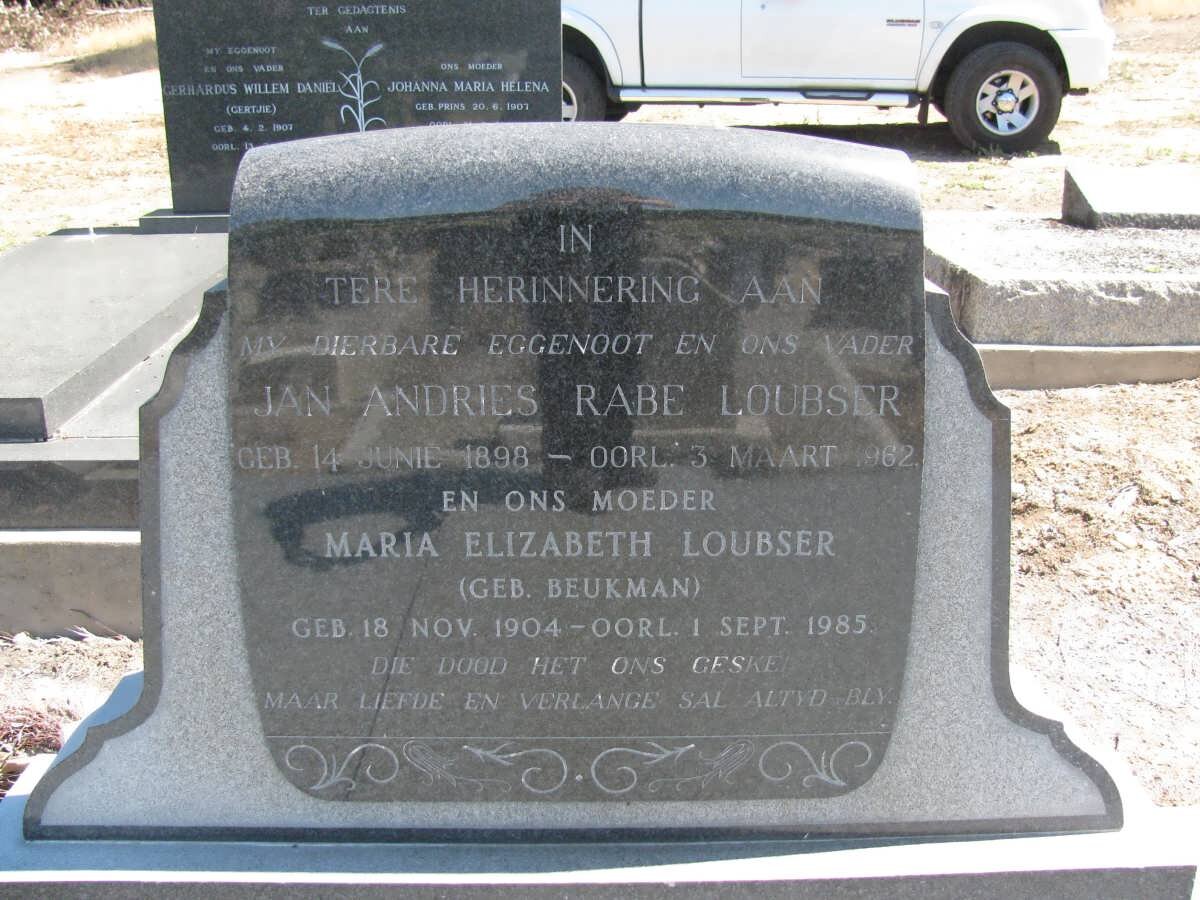 TER GEDAGTENIS
AAN
MY EGGENOOT
EN ONS VADER
GERHARDUS WILLEM DANIEL
(GERTJIE)
GEB. 4. 2. 1907
OORL. 13
ONS MOEDER
JOHANNA MARIA HELENA
GEB. PRINS 20. 6. 1907
IN
TERE HERINNERING AAN
MY DIERBARE EGGENOOT EN ONS VADER
JAN ANDRIES RABE LOUBSER
GEB. 14 JUNIE 1898 – OORL. 3 MAART 1962.
EN ONS MOEDER
MARIA ELIZABETH LOUBSER
(GEB. BEUKMAN)
GEB. 18 NOV. 1904 – OORL. 1 SEPT. 1985.
DIE DOOD HET ONS GESKEI
MAAR LIEFDE EN VERLANGE SAL ALTYD BLY.